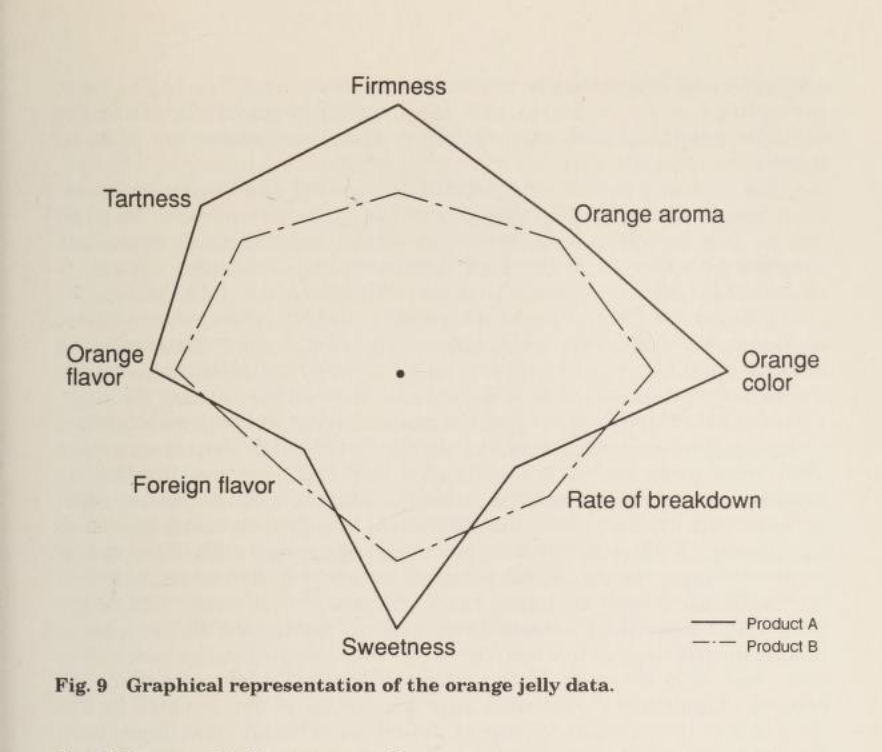 Firmness
Tartness
Orange aroma
Orange
flavor
Orange
color
Foreign flavor
Rate of breakdown
Sweetness
Product A
Product B
Fig. 9 Graphical representation of the orange jelly data.